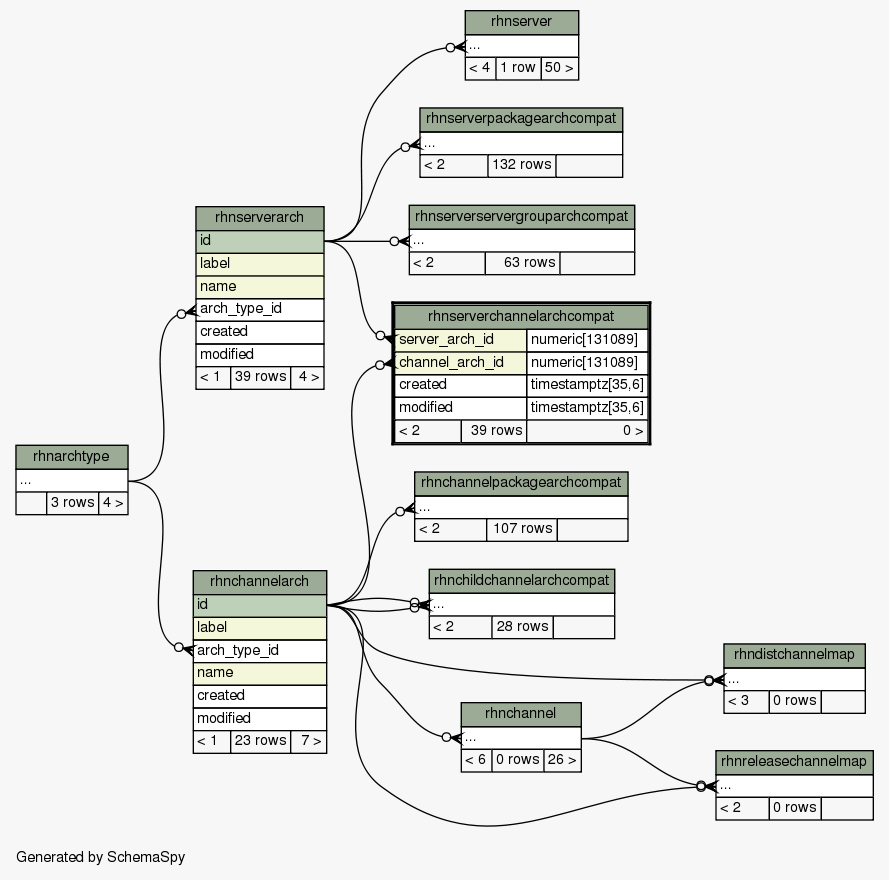 rhnserver
...
< 4 1 row 50 >
rhnserverpackagearchcompat
...
< 2 132 rows
rhnserverarch
id
label
name
arch_type_id
created
modified
< 1 39 rows 4 >
rhnserverservergrouparchcompat
...
< 2 63 rows
rhnserverchannelarchcompat
server_arch_id numeric[131089]
channel_arch_id numeric[131089]
created timestamptz[35,6]
modified timestamptz[35,6]
< 2 39 rows 0 >
rhnarchtype
...
3 rows 4 >
rhnchannelpackagearchcompat
...
< 2 107 rows
rhnchannelarch
id
label
arch_type_id
name
created
modified
< 1 23 rows 7 >
rhnchildchannelarchcompat
...
< 2 28 rows
rhndistchannelmap
...
< 3 0 rows
rhnchannel
...
< 6 0 rows 26 >
rhnreleasechannelmap
...
< 2 0 rows
Generated by SchemaSpy